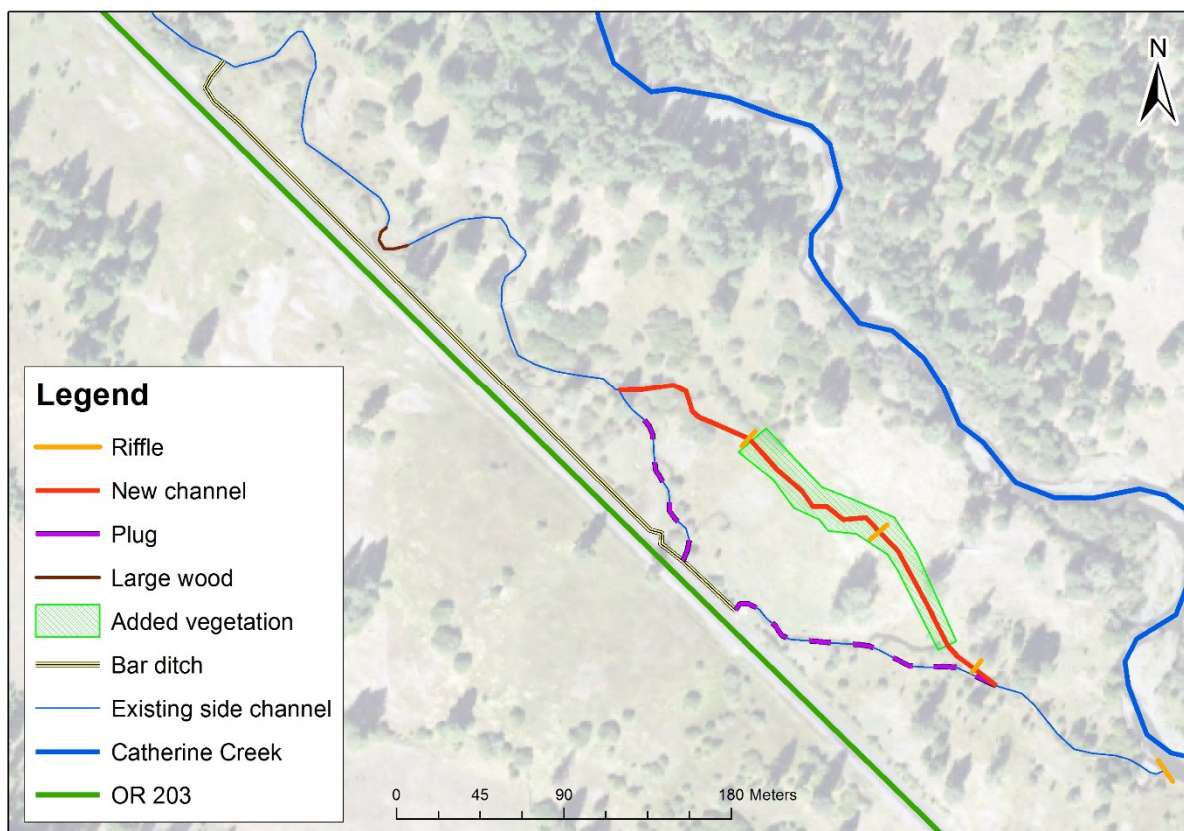 N
Legend
Riffle
New channel
Plug
Large wood
Added vegetation
Bar ditch
Existing side channel
Catherine Creek
OR 203
0 45 90 180 Meters